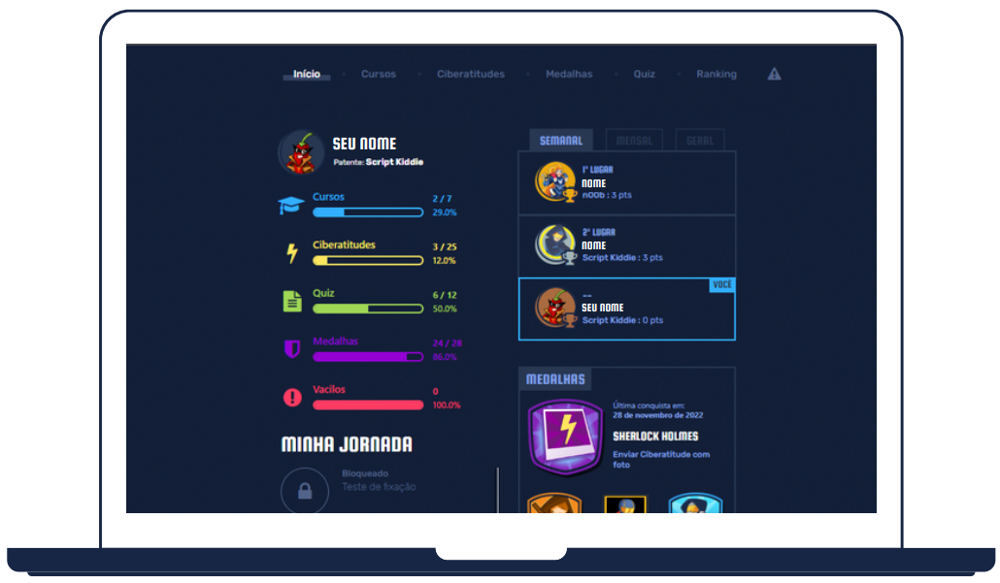 Início
Cursos
Ciberatitudes
Medalhas
Quiz
Ranking
SEU NOME
Patente: Script Kiddie
Cursos
2 / 7
29.0%
Ciberatitudes
3 / 25
12.0%
Quiz
6 / 12
50.0%
Medalhas
24 / 28
86.0%
Vacilos
0
100.0%
MINHA JORNADA
Bloqueado
Teste de fixação
SEMANAL
MENSAL
GERAL
1º LUGAR
NOME
n00b : 3 pts
2º LUGAR
NOME
Script Kiddie : 3 pts
VOCÊ
--
SEU NOME
Script Kiddie : 0 pts
MEDALHAS
Última conquista em:
28 de novembro de 2022
SHERLOCK HOLMES
Enviar Ciberatitude com
foto